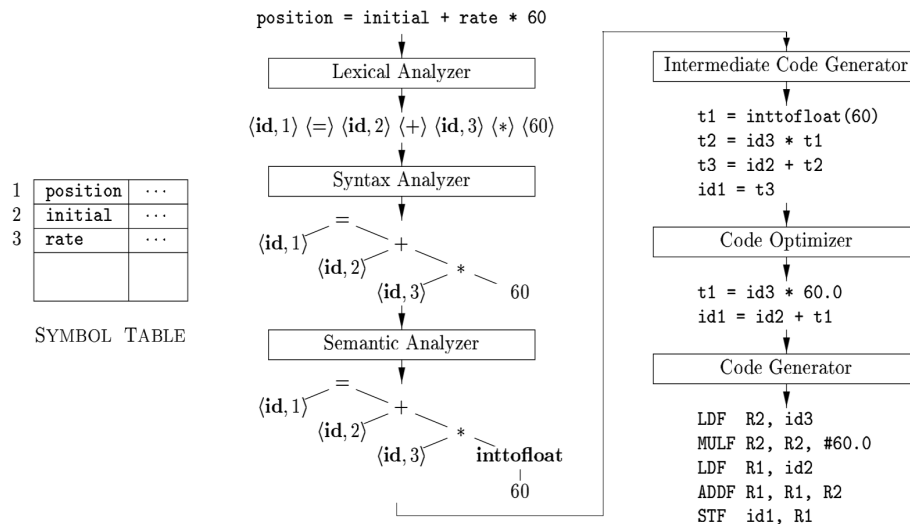 position = initial + rate * 60
Lexical Analyzer
⟨id, 1⟩ ⟨=⟩ ⟨id, 2⟩ ⟨+⟩ ⟨id, 3⟩ ⟨*⟩ ⟨60⟩
Syntax Analyzer
=
⟨id, 1⟩
+
⟨id, 2⟩
*
⟨id, 3⟩
60
Semantic Analyzer
=
⟨id, 1⟩
+
⟨id, 2⟩
*
⟨id, 3⟩
inttofloat
60
1 position ...
2 initial ...
3 rate ...
SYMBOL TABLE
Intermediate Code Generator
t1 = inttofloat(60)
t2 = id3 * t1
t3 = id2 + t2
id1 = t3
Code Optimizer
t1 = id3 * 60.0
id1 = id2 + t1
Code Generator
LDF R2, id3
MULF R2, R2, #60.0
LDF R1, id2
ADDF R1, R1, R2
STF id1, R1